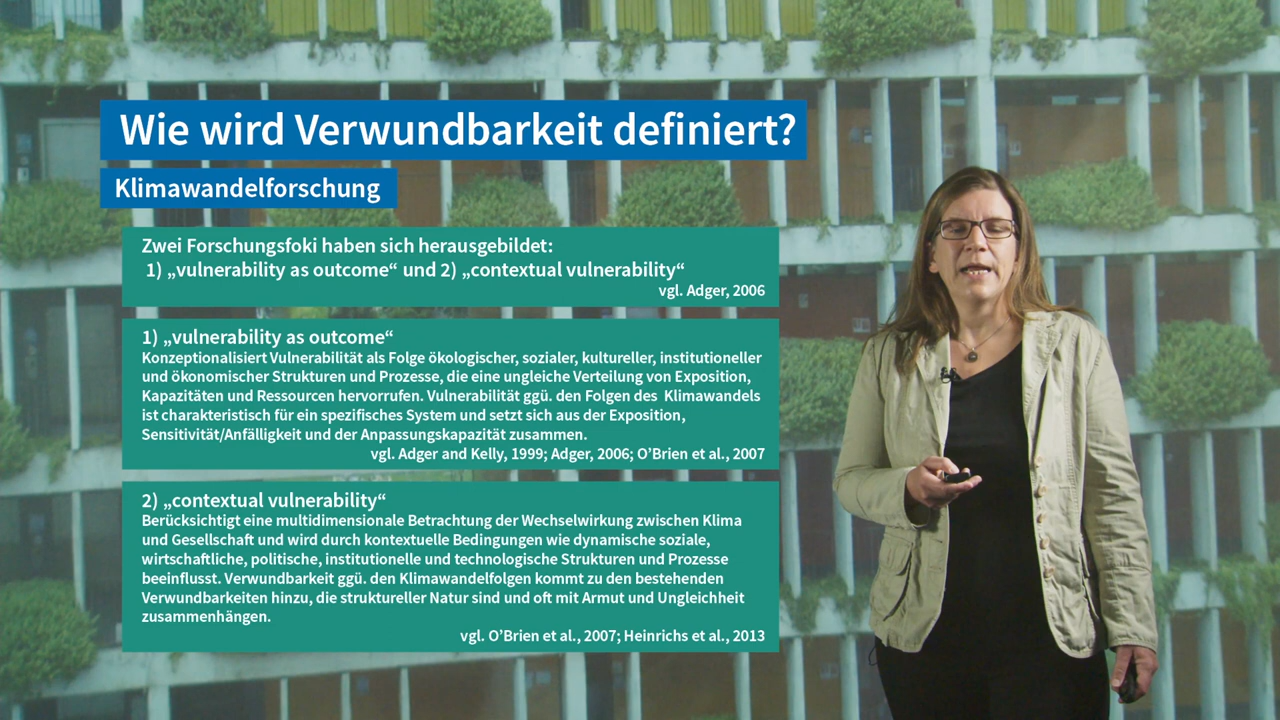 Wie wird Verwundbarkeit definiert?
Klimawandelforschung
Zwei Forschungsfoki haben sich herausgebildet:
1) „vulnerability as outcome“ und 2) „contextual vulnerability“
vgl. Adger, 2006
1) „vulnerability as outcome“
Konzeptionalisiert Vulnerabilität als Folge ökologischer, sozialer, kultureller, institutioneller
und ökonomischer Strukturen und Prozesse, die eine ungleiche Verteilung von Exposition,
Kapazitäten und Ressourcen hervorrufen. Vulnerabilität ggü. den Folgen des Klimawandels
ist charakteristisch für ein spezifisches System und setzt sich aus der Exposition,
Sensitivität/Anfälligkeit und der Anpassungskapazität zusammen.
vgl. Adger and Kelly, 1999; Adger, 2006; O’Brien et al., 2007
2) „contextual vulnerability“
Berücksichtigt eine multidimensionale Betrachtung der Wechselwirkung zwischen Klima
und Gesellschaft und wird durch kontextuelle Bedingungen wie dynamische soziale,
wirtschaftliche, politische, institutionelle und technologische Strukturen und Prozesse
beeinflusst. Verwundbarkeit ggü. den Klimawandelfolgen kommt zu den bestehenden
Verwundbarkeiten hinzu, die struktureller Natur sind und oft mit Armut und Ungleichheit
zusammenhängen.
vgl. O’Brien et al., 2007; Heinrichs et al., 2013